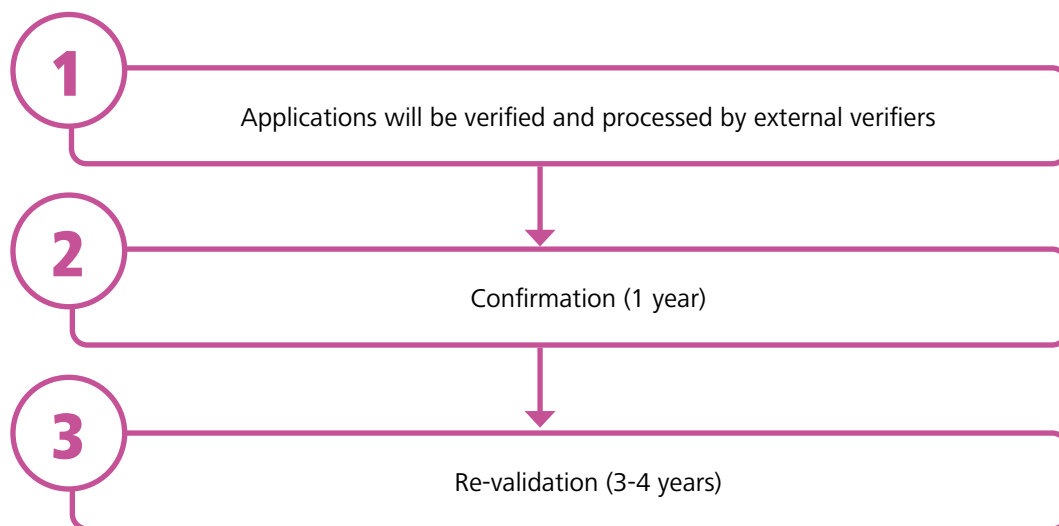 1
Applications will be verified and processed by external verifiers
2
Confirmation (1 year)
3
Re-validation (3-4 years)